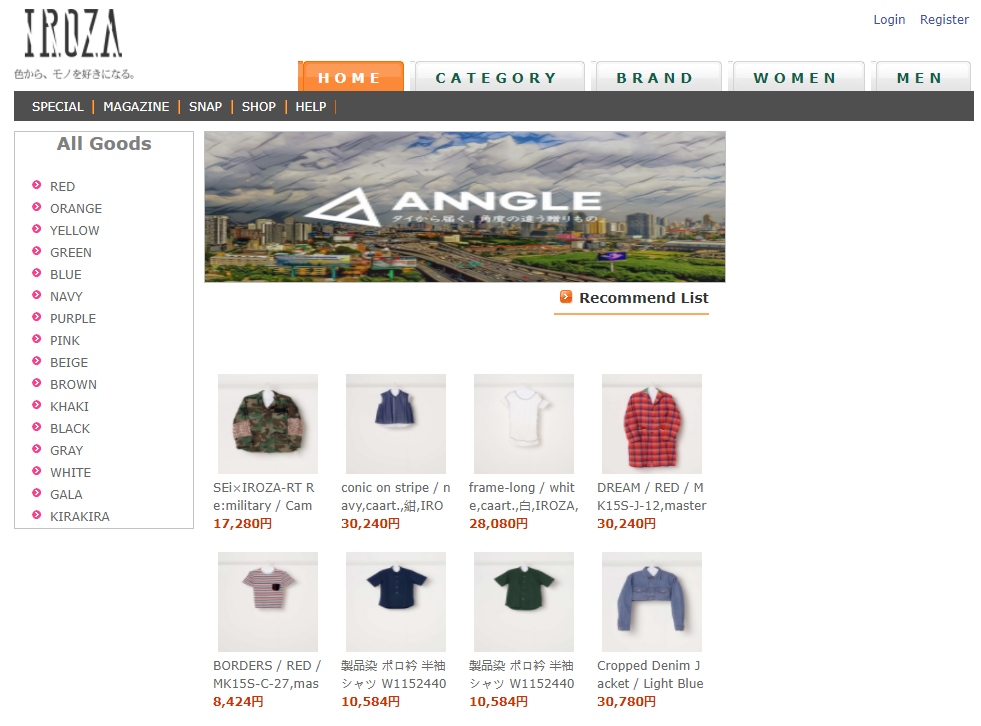 IROZA
色から、モノを好きになる。
Login Register
HOME CATEGORY BRAND WOMEN MEN
SPECIAL MAGAZINE SNAP SHOP HELP
All Goods
RED
ORANGE
YELLOW
GREEN
BLUE
NAVY
PURPLE
PINK
BEIGE
BROWN
KHAKI
BLACK
GRAY
WHITE
GALA
KIRAKIRA
ANNGLE
タイから届く、角度の違う贈りもの。
Recommend List
SEi×IROZA-RT R
e:military / Cam
17,280円
conic on stripe / n
avy,caart.,紺,IRO
30,240円
frame-long / whit
e,caart.,白,IROZA,
28,080円
DREAM / RED / M
K15S-J-12,master
30,240円
BORDERS / RED /
MK15S-C-27,mas
8,424円
製品染 ポロ衿 半袖
シャツ W1152440
10,584円
製品染 ポロ衿 半袖
シャツ W1152440
10,584円
Cropped Denim J
acket / Light Blue
30,780円